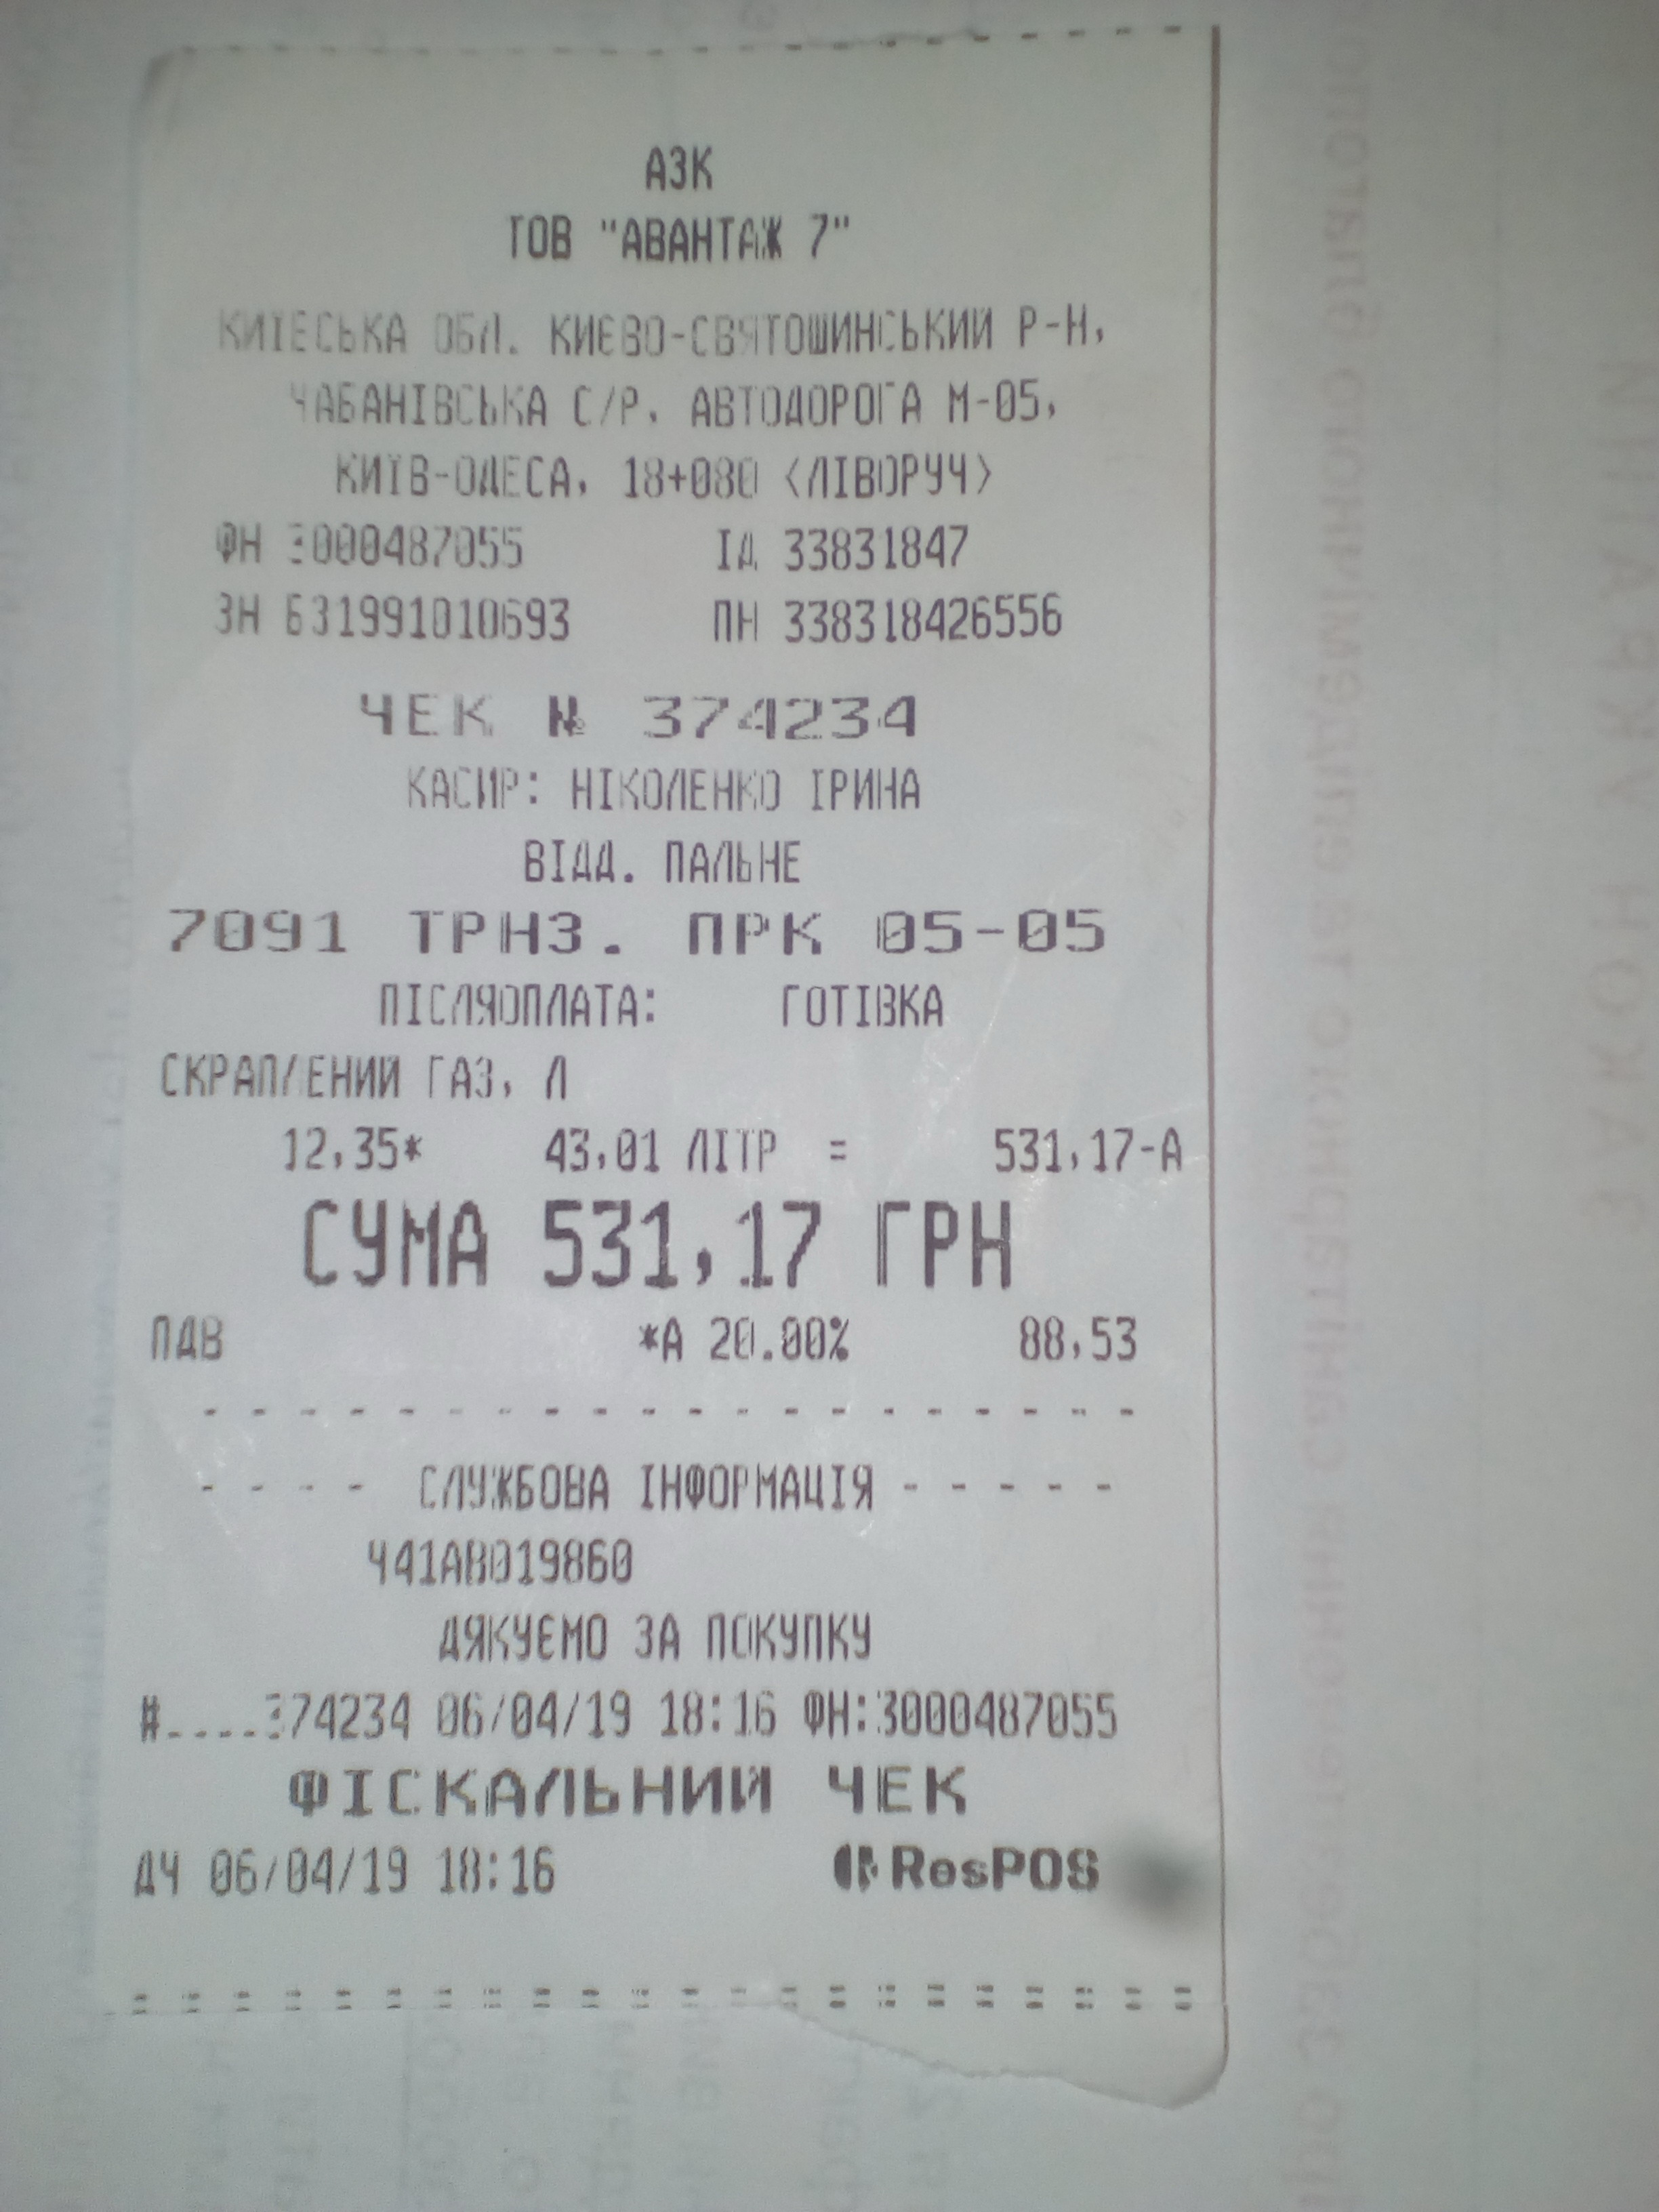 АЗК
ТОВ "АВАНТАЖ 7"
КИЇВСЬКА ОБЛ. КИЄВО-СВЯТОШИНСЬКИЙ Р-Н,
ЧАБАНІВСЬКА С/Р, АВТОДОРОГА М-05,
КИЇВ-ОДЕСА, 18+080 <ЛІВОРУЧ>
ФН 3000487055 ІД 33831847
ЗН БЗ1991010693 ПН 338318426556
ЧЕК № 374234
КАСИР: НІКОЛЕНКО ІРИНА
ВІДД. ПАЛЬНЕ
7091 ТРНЗ. ПРК 05-05
ПІСЛЯОПЛАТА: ГОТІВКА
СКРАПЛЕНИЙ ГАЗ, Л
12,35* 43,01 ЛІТР = 531,17-А
СУМА 531,17 ГРН
ПДВ *А 20.00% 88,53
- - - - - - - - - - - - - - - - - - - -
- - - - СЛУЖБОВА ІНФОРМАЦІЯ - - - - -
Ч41АВ019860
ДЯКУЄМО ЗА ПОКУПКУ
#....374234 06/04/19 18:16 ФН:3000487055
ФІСКАЛЬНИЙ ЧЕК
ДЧ 06/04/19 18:16 ResPOS